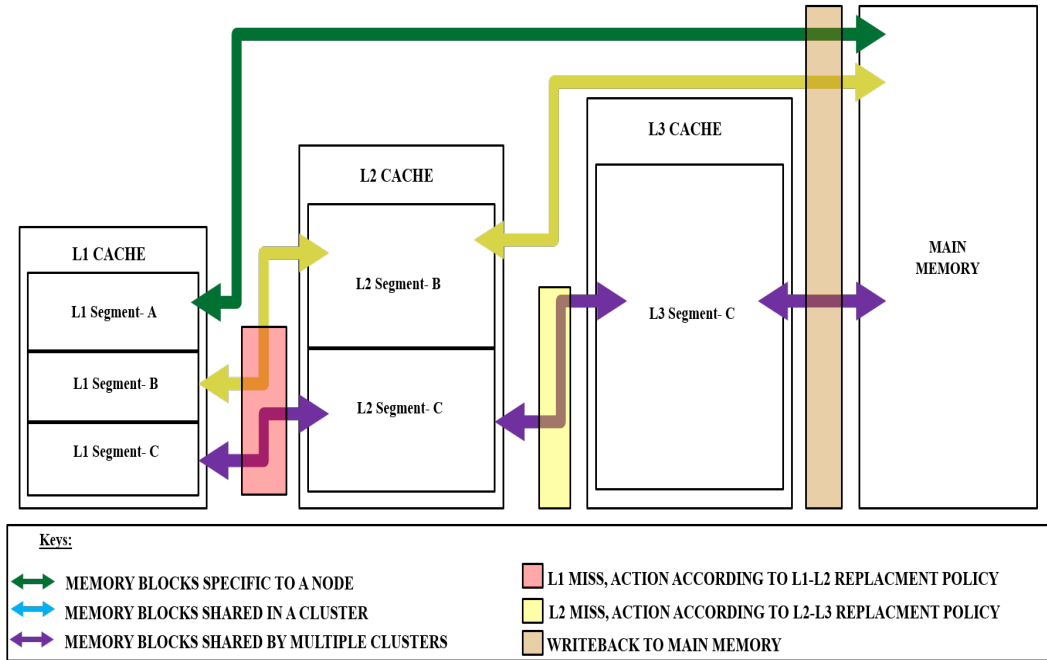 L1 CACHE
L1 Segment- A
L1 Segment- B
L1 Segment- C
L2 CACHE
L2 Segment- B
L2 Segment- C
L3 CACHE
L3 Segment- C
MAIN
MEMORY
Keys:
MEMORY BLOCKS SPECIFIC TO A NODE
MEMORY BLOCKS SHARED IN A CLUSTER
MEMORY BLOCKS SHARED BY MULTIPLE CLUSTERS
L1 MISS, ACTION ACCORDING TO L1-L2 REPLACMENT POLICY
L2 MISS, ACTION ACCORDING TO L2-L3 REPLACMENT POLICY
WRITEBACK TO MAIN MEMORY